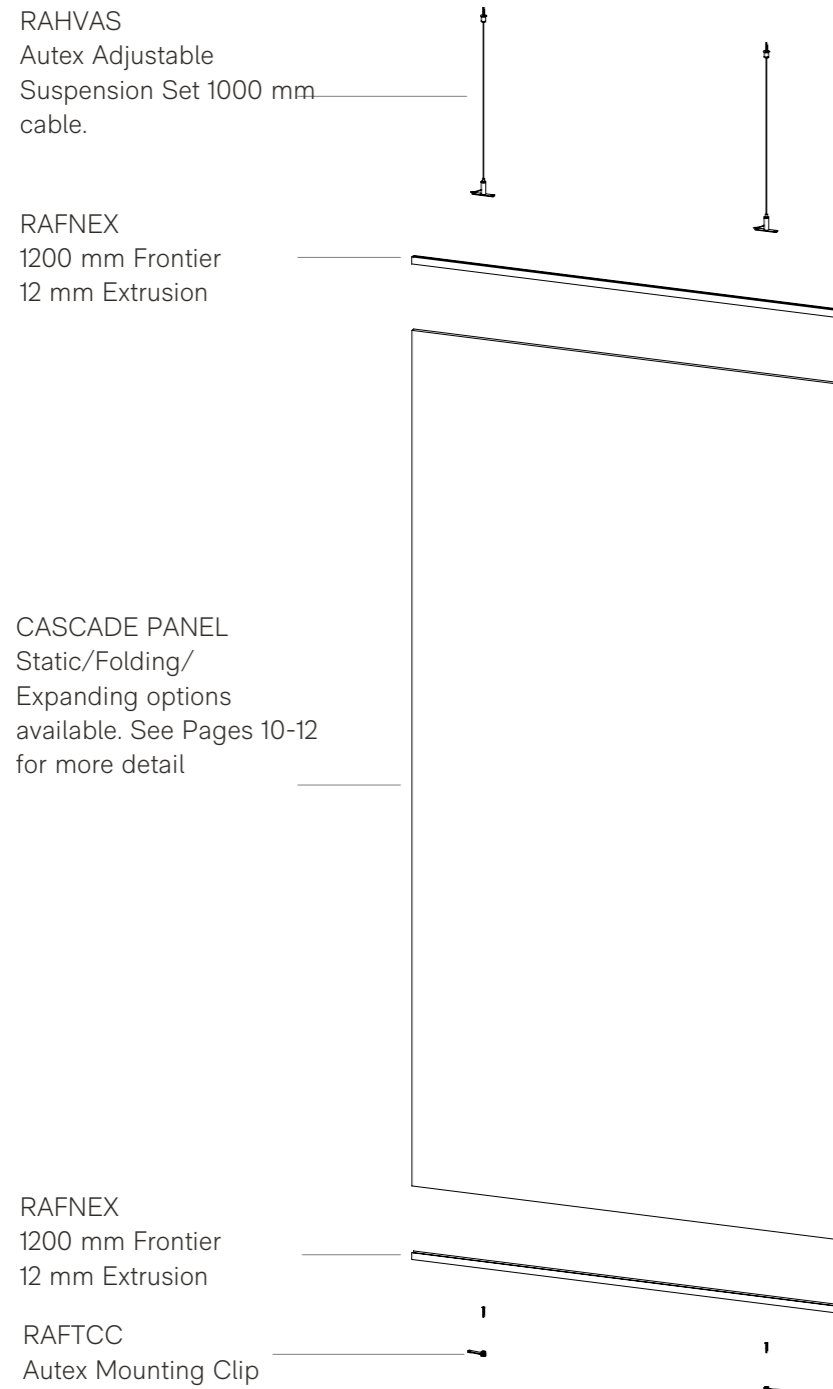 RAHVAS
Autex Adjustable
Suspension Set 1000 mm
cable.
RAFNEX
1200 mm Frontier
12 mm Extrusion
CASCADE PANEL
Static/Folding/
Expanding options
available. See Pages 10-12
for more detail
RAFNEX
1200 mm Frontier
12 mm Extrusion
RAFTCC
Autex Mounting Clip